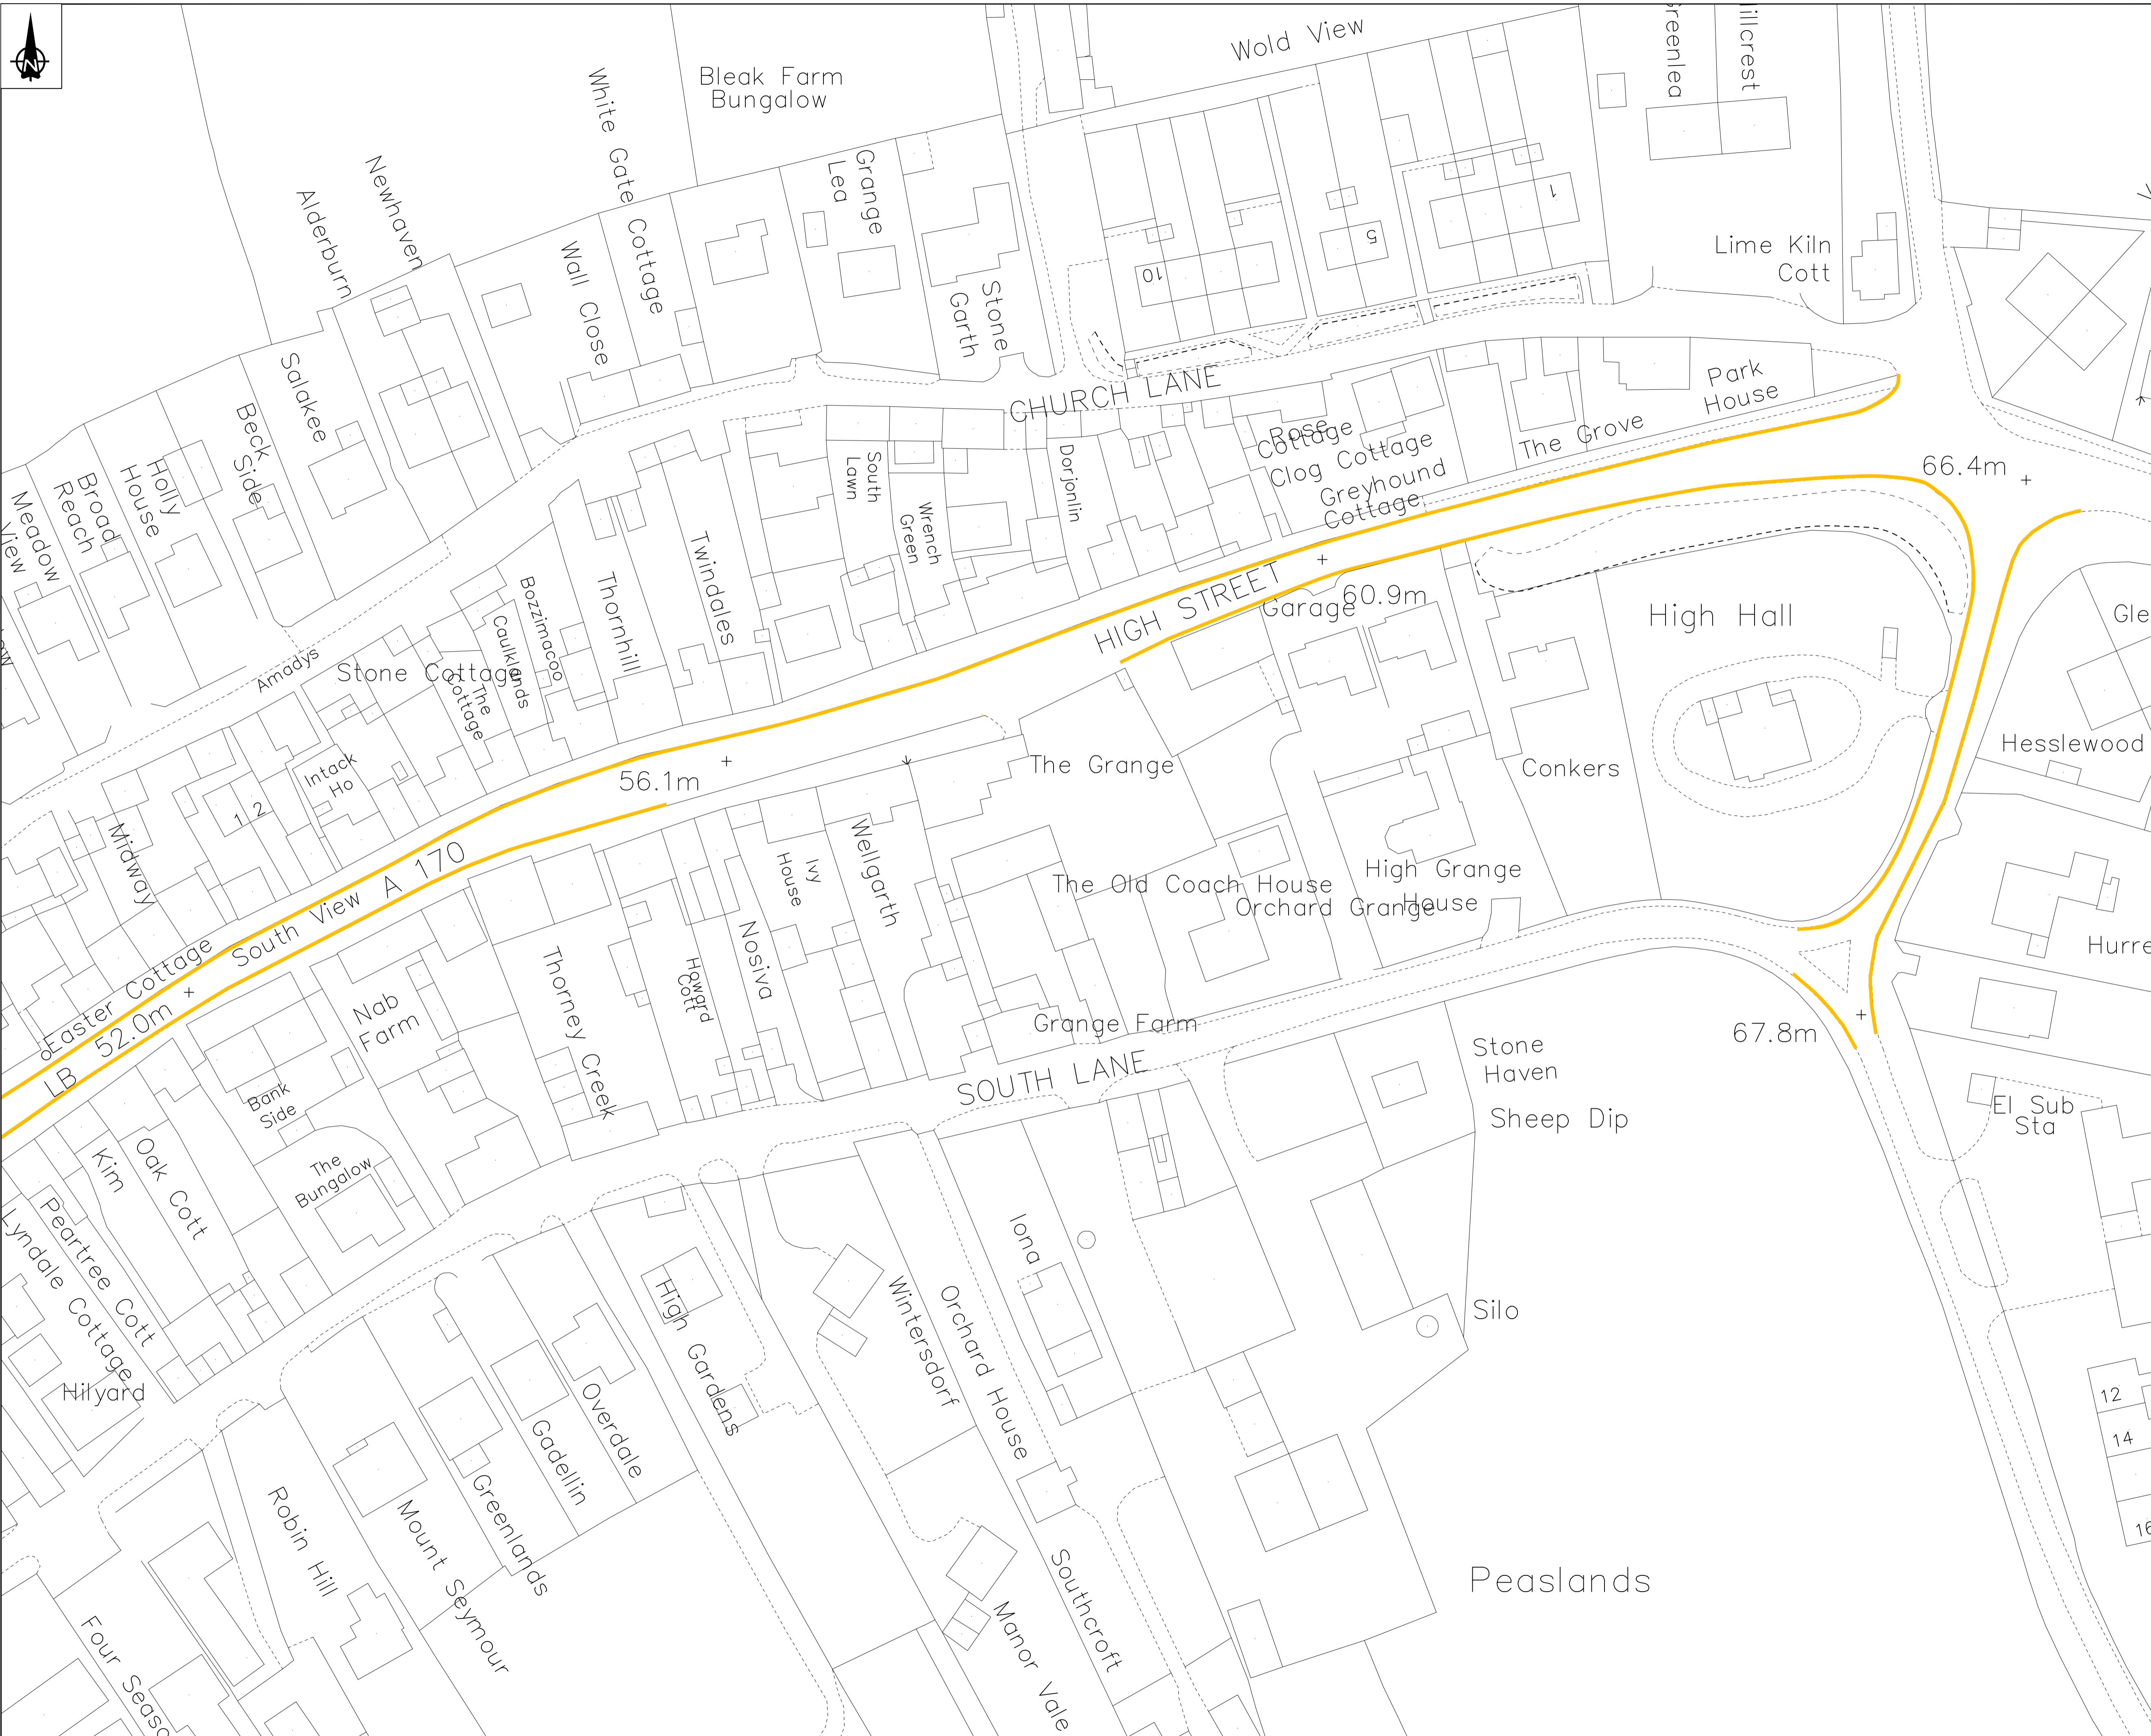 N
Wold View
Greenlea
Hillcrest
Bleak Farm
Bungalow
White Gate Cottage
Newhaven
Alderburn
Grange
Lea
Wall Close
Stone
Garth
10
5
1
Lime Kiln
Cott
Salakee
Beck
Side
Holly
House
Broad
Reach
Meadow
View
CHURCH LANE
Park
House
The Grove
Rose
Cottage
Clog Cottage
Greyhound
Cottage
66.4m
South
Lawn
Wrench
Green
Dorjonlin
Twindales
Thornhill
Bozzimacoo
Caulklands
The
Cottage
Stone Cottage
Amadys
HIGH STREET
60.9m
Garage
High Hall
Gle
Hesslewood
Intack
Ho
1
2
Midway
56.1m
The Grange
Conkers
A 170
South View
Ivy
House
Wellgarth
The Old Coach House
Orchard Grange
High Grange
House
Hurre
Easter Cottage
52.0m
LB
Nab
Farm
Thorney Creek
Howard
Cott
Nosiva
Grange Farm
SOUTH LANE
67.8m
Stone
Haven
Sheep Dip
El Sub
Sta
Bank
Side
The
Bungalow
Kim
Oak Cott
Peartree Cott
Lyndale Cottage
Hilyard
Iona
High Gardens
Wintersdorf
Orchard House
Silo
Overdale
Gadellin
Greenlands
Mount Seymour
Robin Hill
Four Seaso
Southcroft
Manor Vale
Peaslands
12
14
16